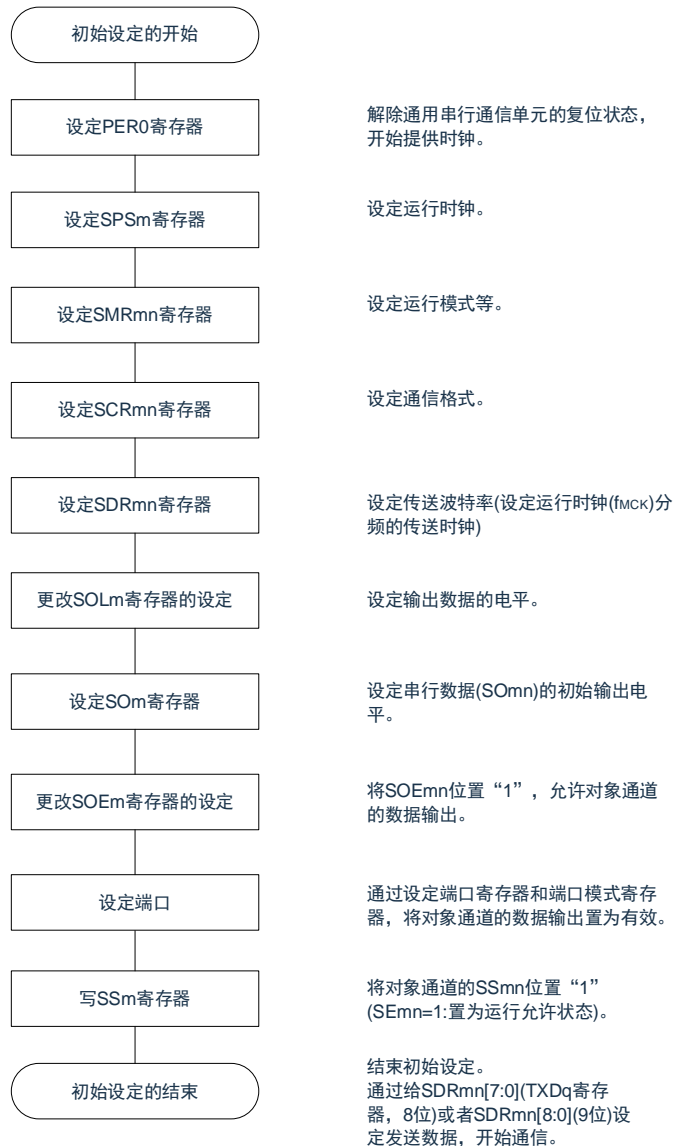 初始设定的开始
设定PER0寄存器
解除通用串行通信单元的复位状态，
开始提供时钟。
设定SPSm寄存器
设定运行时钟。
设定SMRmn寄存器
设定运行模式等。
设定SCRmn寄存器
设定通信格式。
设定SDRmn寄存器
设定传送波特率(设定运行时钟(fMCK)分
频的传送时钟)
更改SOLm寄存器的设定
设定输出数据的电平。
设定SOm寄存器
设定串行数据(SOmn)的初始输出电
平。
更改SOEm寄存器的设定
将SOEmn位置“1”，允许对象通道
的数据输出。
设定端口
通过设定端口寄存器和端口模式寄存
器，将对象通道的数据输出置为有效。
写SSm寄存器
将对象通道的SSmn位置“1”
(SEmn=1:置为运行允许状态)。
初始设定的结束
结束初始设定。
通过给SDRmn[7:0](TXDq寄存
器，8位)或者SDRmn[8:0](9位)设
定发送数据，开始通信。